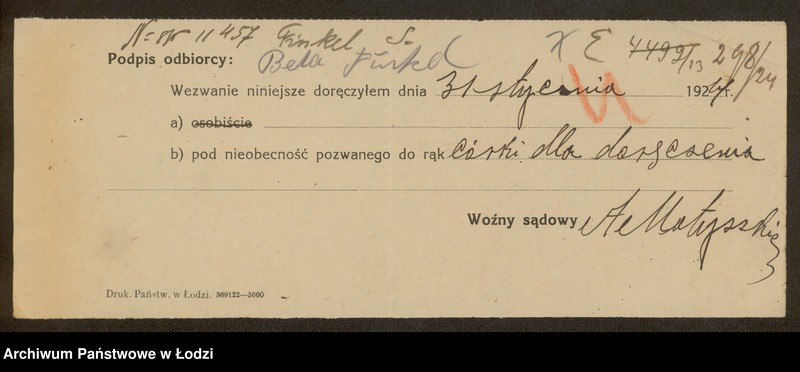 11457 Finkel S.
X E 4499/13 298/24
Podpis odbiorcy: Bela Finkel
Wezwanie niniejsze doręczyłem dnia 31 stycznia 1924 r.
a) osobiście
b) pod nieobecność pozwanego do rąk córki dla doręczenia
Woźny sądowy
Druk. Państw. w Łodzi. 369122—5000
Archiwum Państwowe w Łodzi